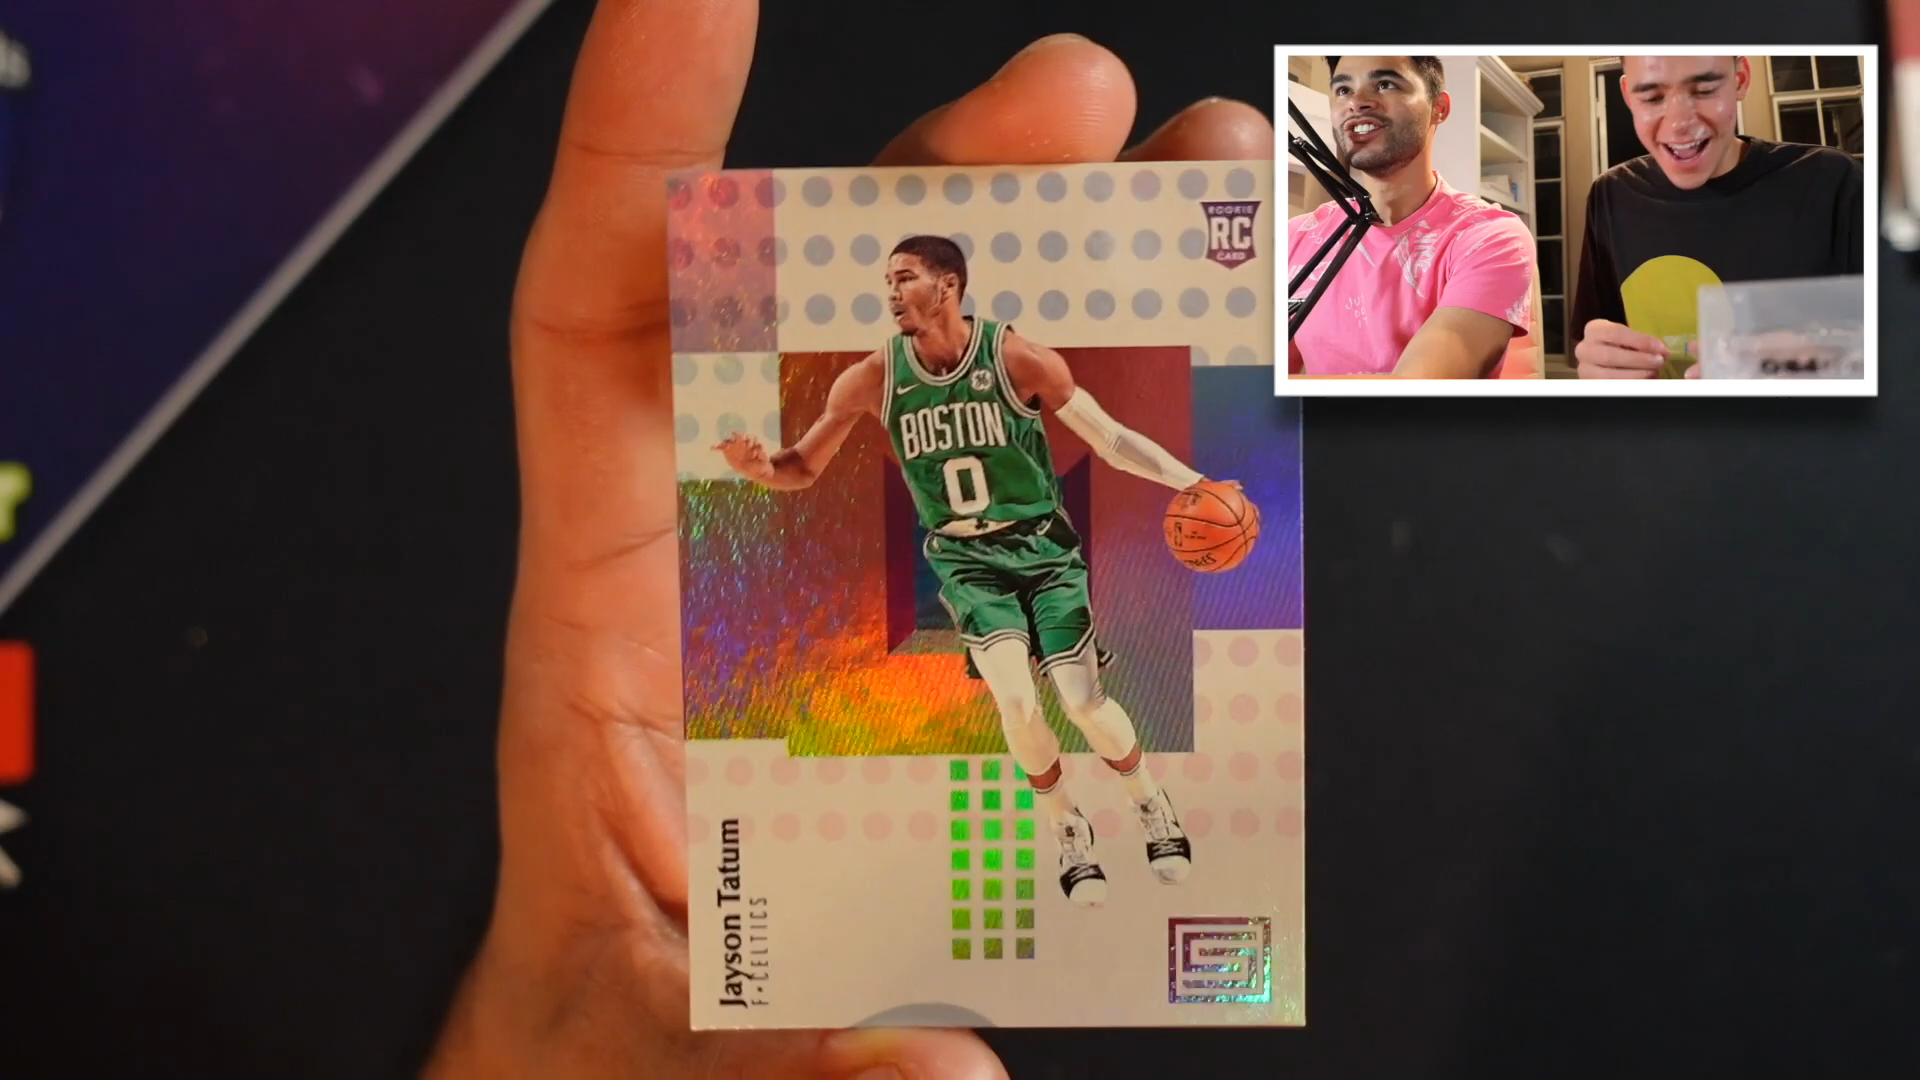 ROOKIE
RC
CARD
BOSTON
0
Jayson Tatum
F • CELTICS